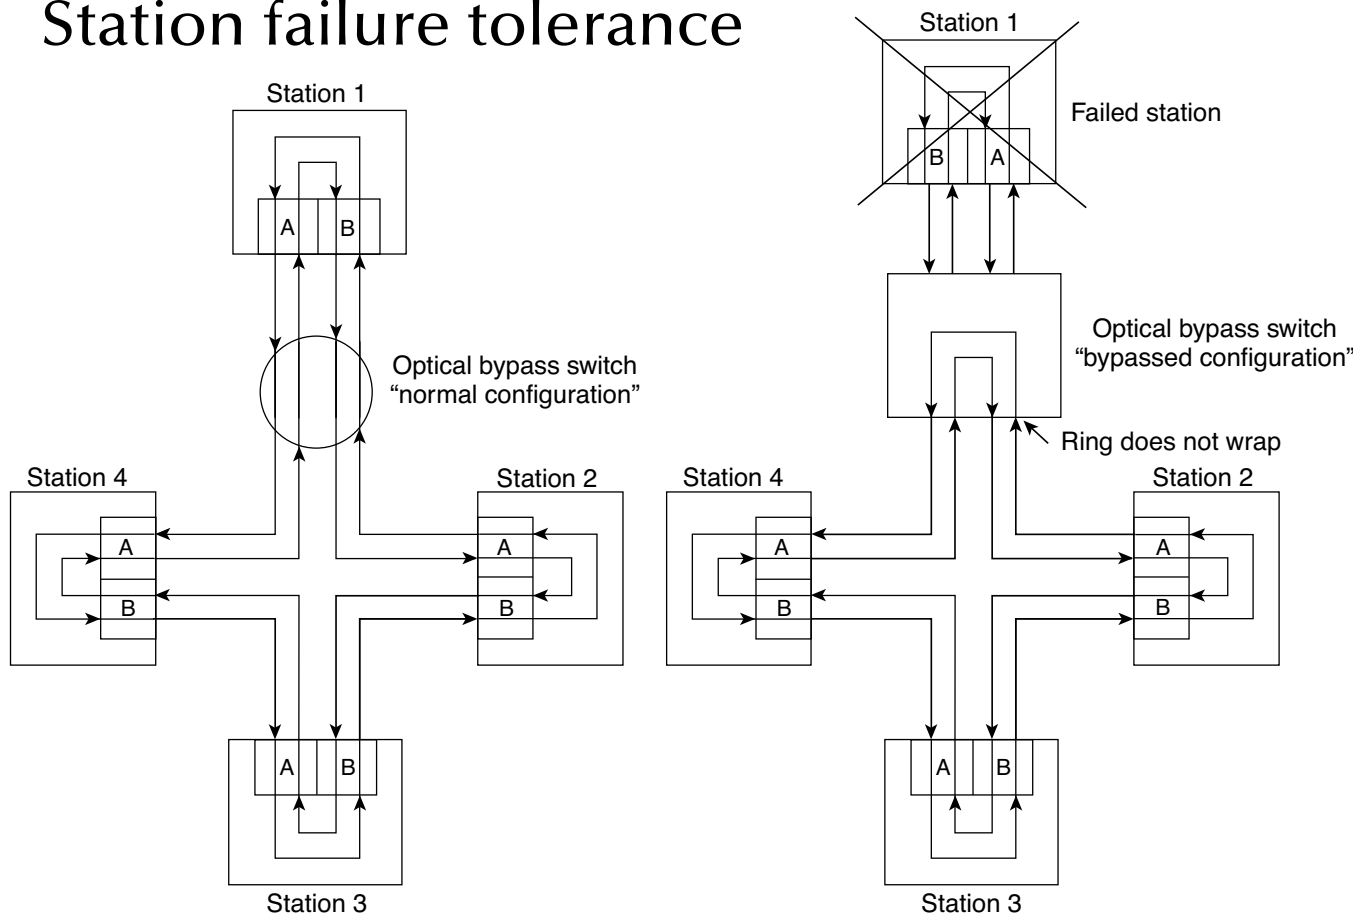 Station failure tolerance
Station 1
A B
Optical bypass switch
“normal configuration”
Station 4
A
B
Station 2
A
B
A B
Station 3
Station 1
Failed station
B A
Optical bypass switch
“bypassed configuration”
Ring does not wrap
Station 4
A
B
Station 2
A
B
A B
Station 3